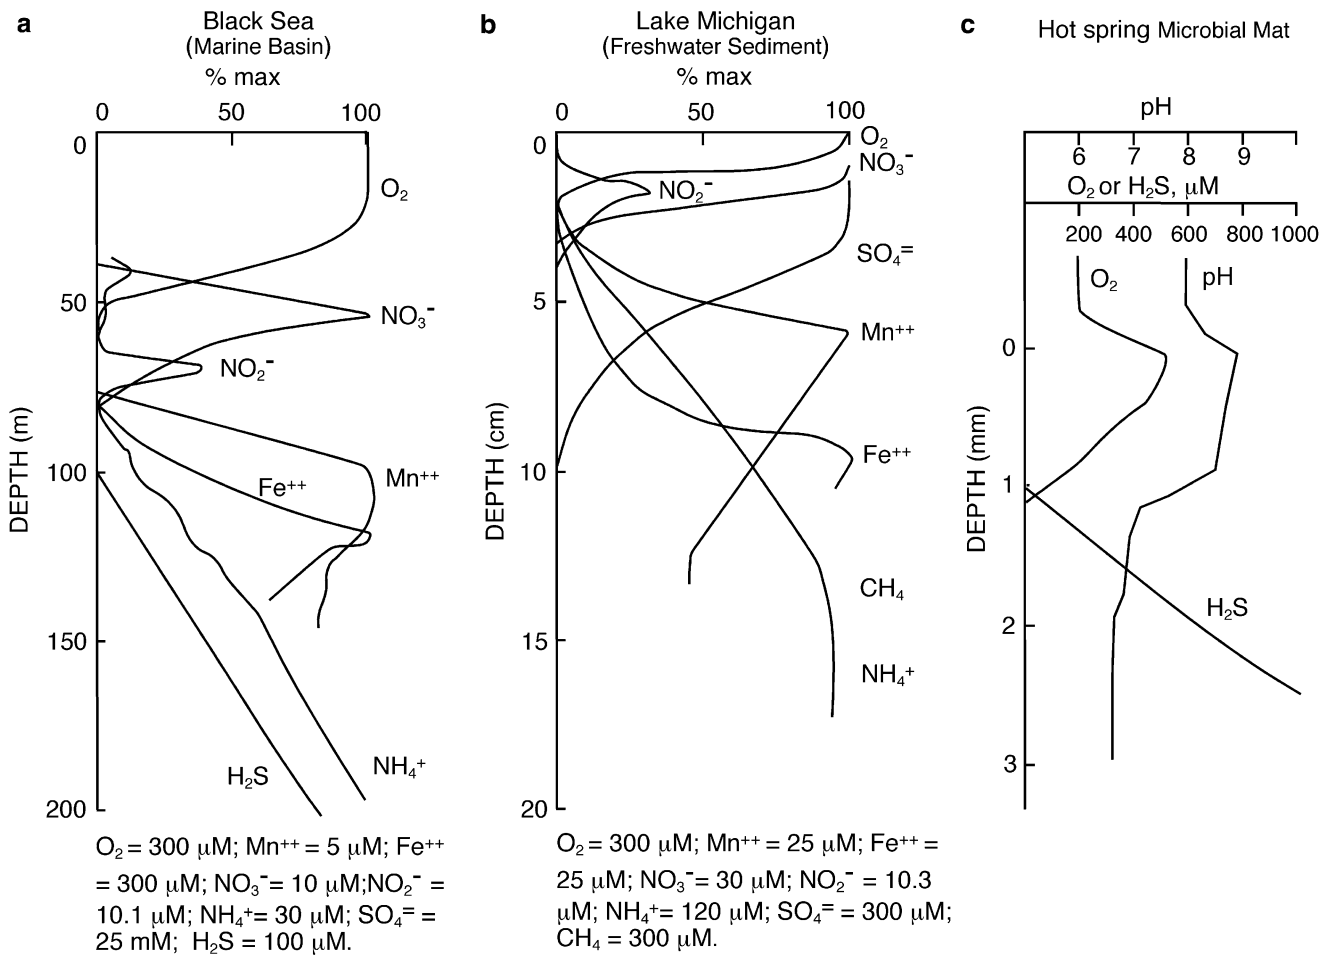 a
Black Sea
(Marine Basin)
% max
0 50 100
0
50
100
150
200
DEPTH (m)
O₂
NO₃⁻
NO₂⁻
Mn⁺⁺
Fe⁺⁺
H₂S
NH₄⁺
O₂ = 300 μM; Mn⁺⁺ = 5 μM; Fe⁺⁺
= 300 μM; NO₃⁻= 10 μM;NO₂⁻ =
10.1 μM; NH₄⁺= 30 μM; SO₄⁼ =
25 mM; H₂S = 100 μM.
b
Lake Michigan
(Freshwater Sediment)
% max
0 50 100
0
5
10
15
20
DEPTH (cm)
O₂
NO₃⁻
NO₂⁻
SO₄⁼
Mn⁺⁺
Fe⁺⁺
CH₄
NH₄⁺
O₂ = 300 μM; Mn⁺⁺ = 25 μM; Fe⁺⁺ =
25 μM; NO₃⁻= 30 μM; NO₂⁻ = 10.3
μM; NH₄⁺= 120 μM; SO₄⁼ = 300 μM;
CH₄ = 300 μM.
c
Hot spring Microbial Mat
pH
6 7 8 9
O₂ or H₂S, μM
200 400 600 800 1000
O₂
pH
0
1
2
3
DEPTH (mm)
H₂S